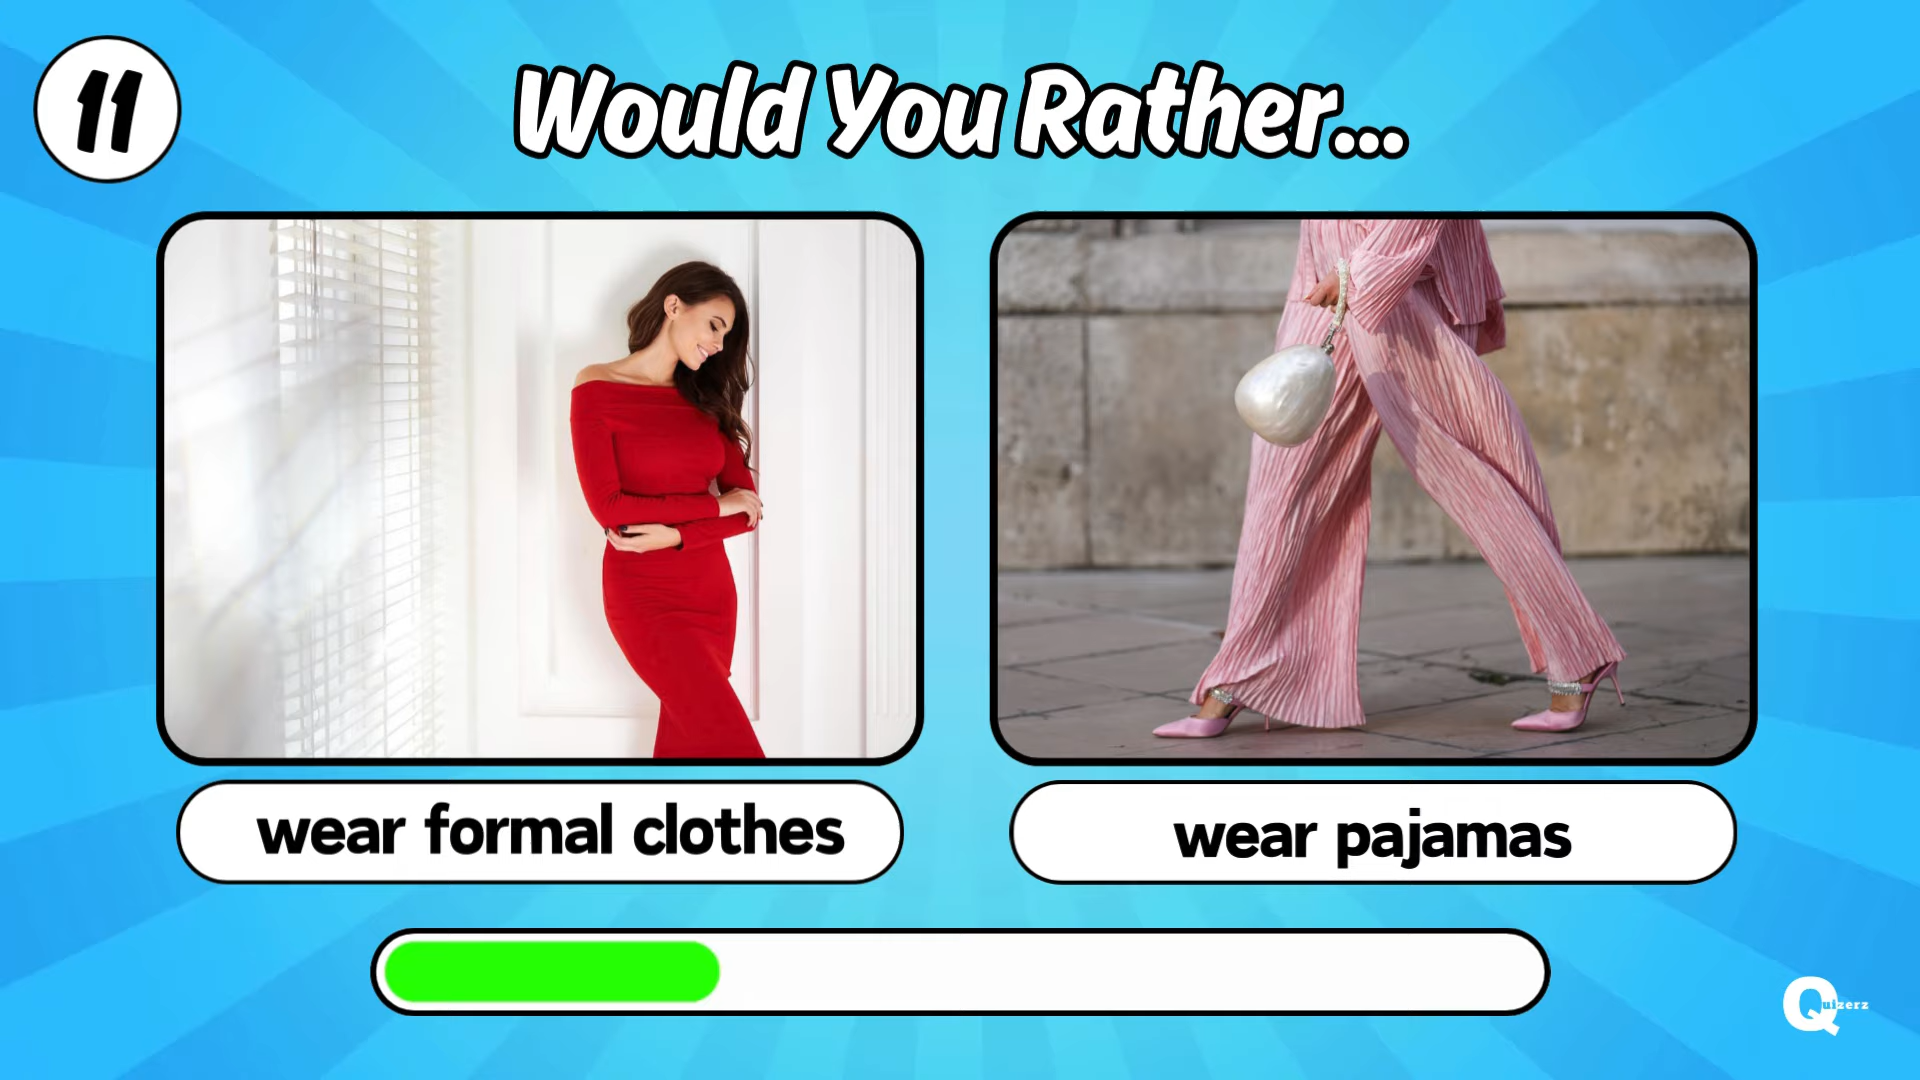 11
Would You Rather...
wear formal clothes
wear pajamas
Quizerz